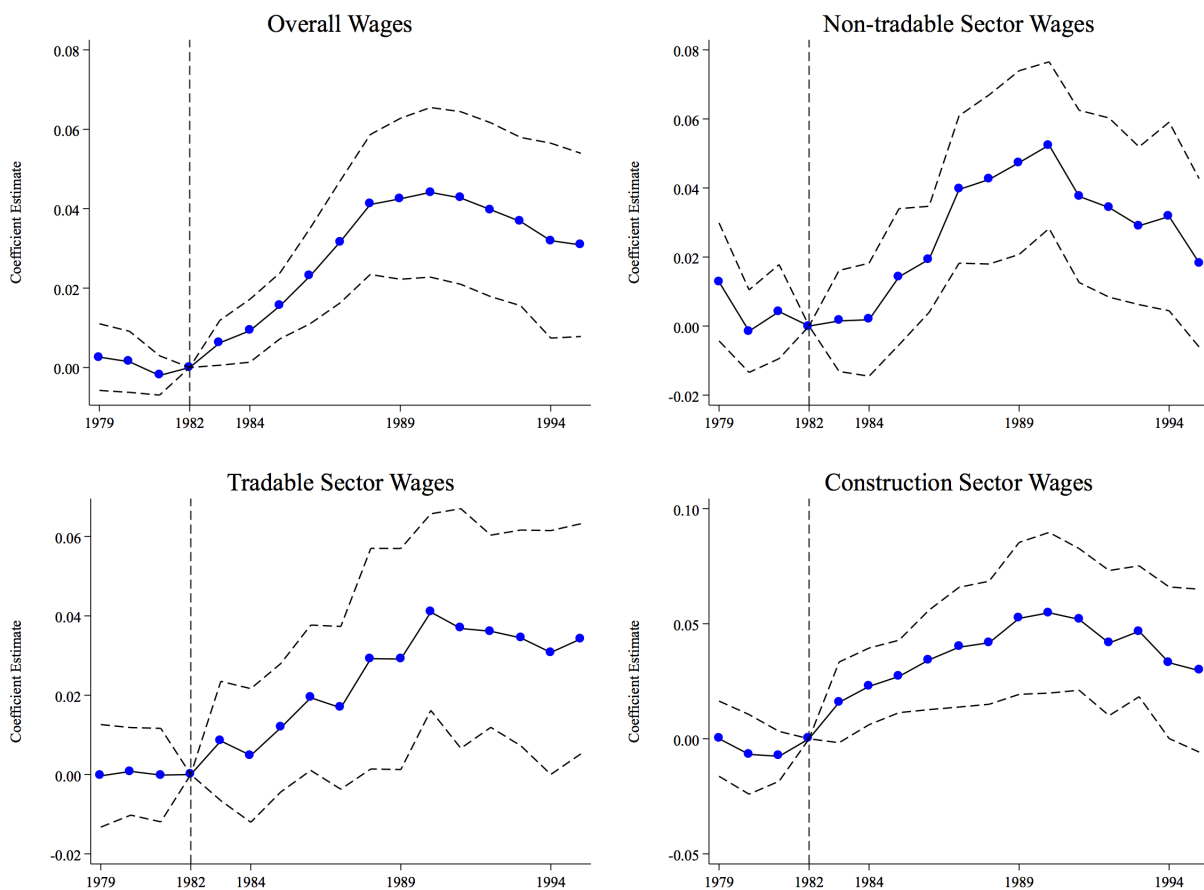 Overall Wages
Coefficient Estimate
0.08
0.06
0.04
0.02
0.00
1979 1982 1984 1989 1994
Non-tradable Sector Wages
Coefficient Estimate
0.08
0.06
0.04
0.02
0.00
-0.02
1979 1982 1984 1989 1994
Tradable Sector Wages
Coefficient Estimate
0.06
0.04
0.02
0.00
-0.02
1979 1982 1984 1989 1994
Construction Sector Wages
Coefficient Estimate
0.10
0.05
0.00
-0.05
1979 1982 1984 1989 1994